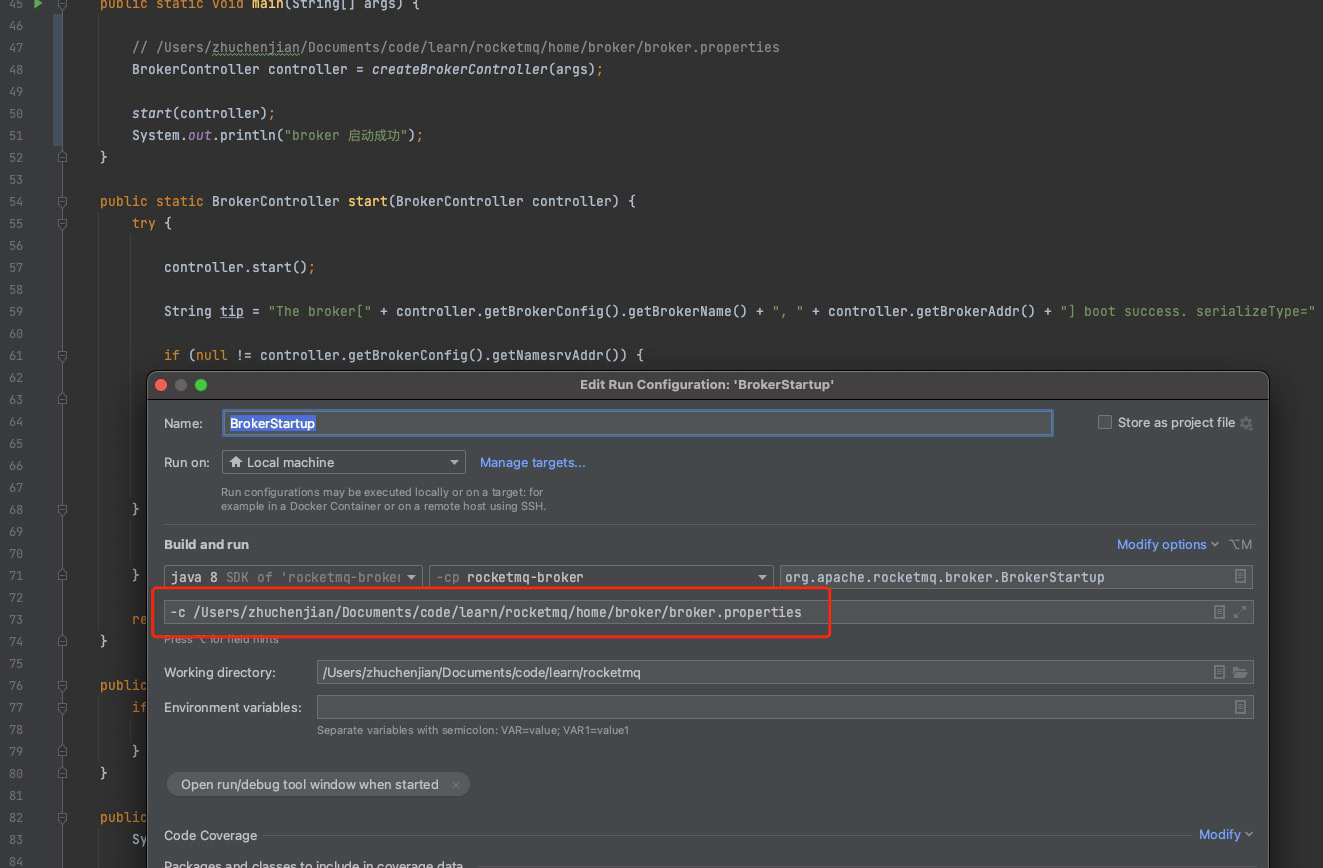 45 public static void main(String[] args) {
46
47 // /Users/zhuchenjian/Documents/code/learn/rocketmq/home/broker/broker.properties
48 BrokerController controller = createBrokerController(args);
49
50 start(controller);
51 System.out.println("broker 启动成功");
52 }
53
54 public static BrokerController start(BrokerController controller) {
55 try {
56
57 controller.start();
58
59 String tip = "The broker[" + controller.getBrokerConfig().getBrokerName() + ", " + controller.getBrokerAddr() + "] boot success. serializeType="
60
61 if (null != controller.getBrokerConfig().getNamesrvAddr()) {
62
Edit Run Configuration: 'BrokerStartup'
63
64
Name: BrokerStartup
Store as project file
65
66
Run on: Local machine
Manage targets...
67
Run configurations may be executed locally or on a target: for
68 }
example in a Docker Container or on a remote host using SSH.
69
70
Build and run
Modify options ⌥M
71 }
java 8 SDK of 'rocketmq-broker
-cp rocketmq-broker
org.apache.rocketmq.broker.BrokerStartup
72
73 re
-c /Users/zhuchenjian/Documents/code/learn/rocketmq/home/broker/broker.properties
74 }
Press ⌥ for field hints
75
Working directory: /Users/zhuchenjian/Documents/code/learn/rocketmq
76 public
77 if
Environment variables:
78
Separate variables with semicolon: VAR=value; VAR1=value1
79 }
80 }
Open run/debug tool window when started ×
81
82 public
83 Sy
Code Coverage
Modify
84
Packages and classes to include in coverage data